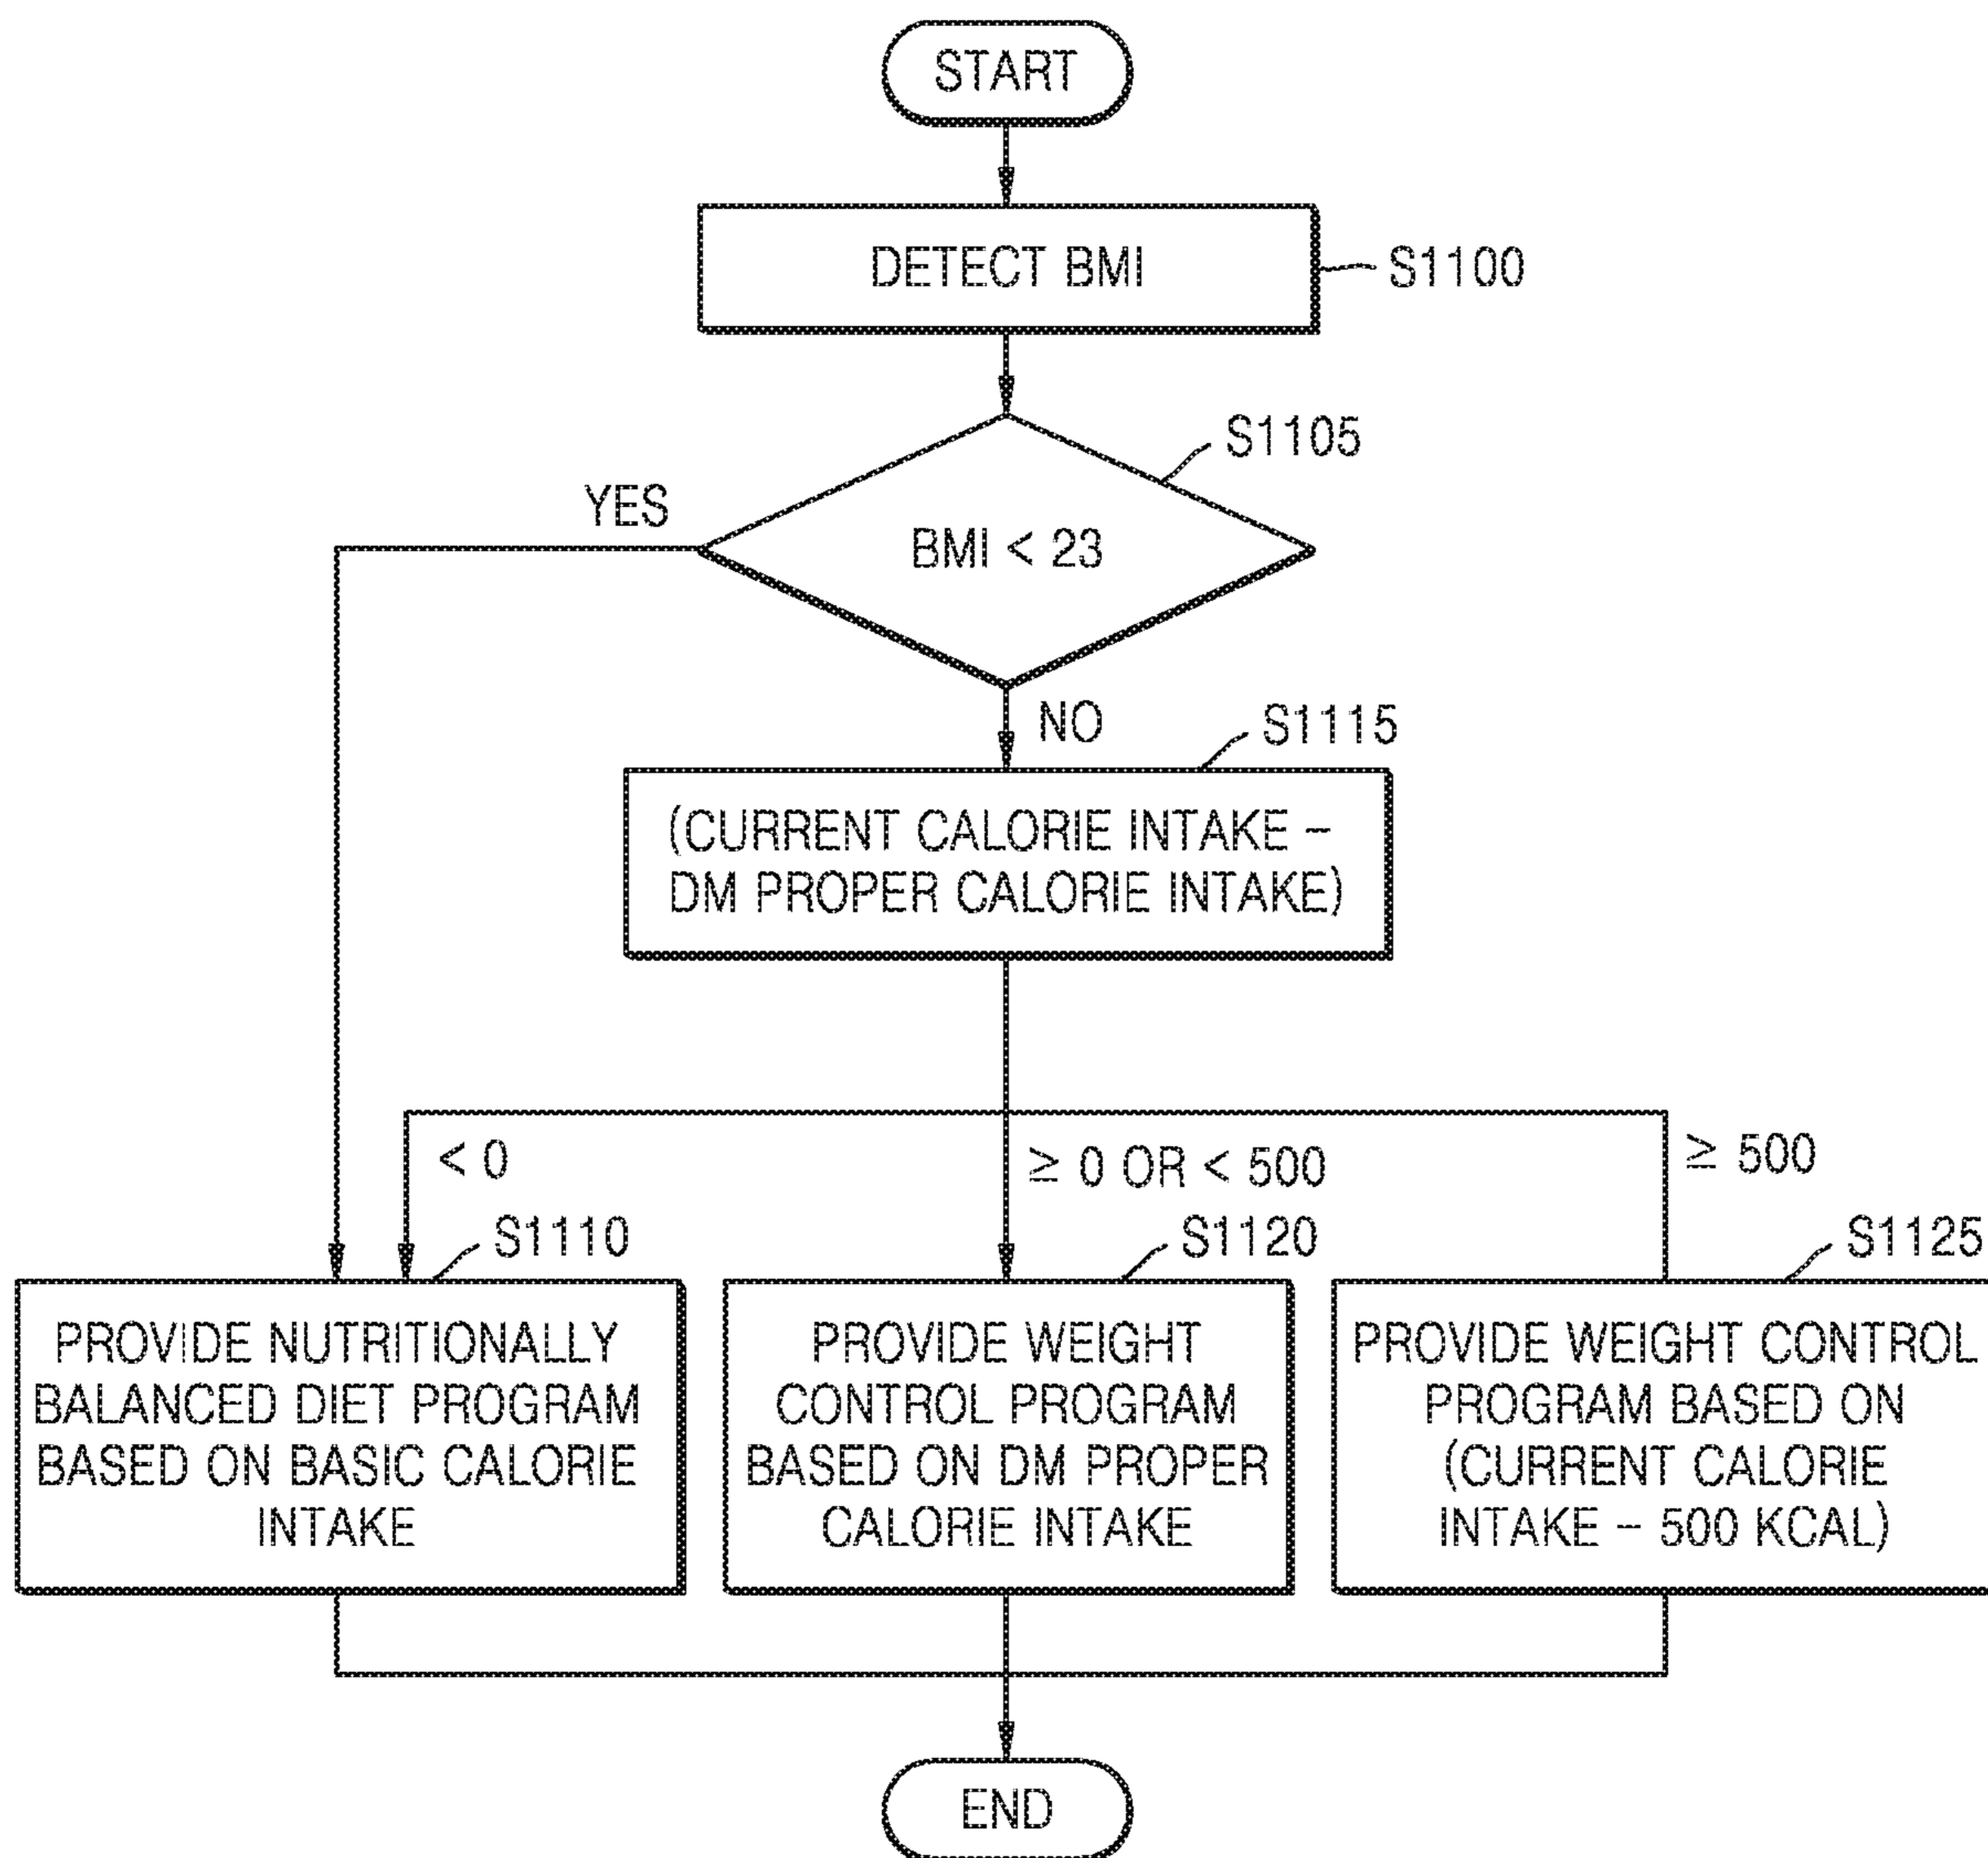 START
DETECT BMI
S1100
S1105
YES
BMI < 23
NO
S1115
(CURRENT CALORIE INTAKE –
DM PROPER CALORIE INTAKE)
< 0
≥ 0 OR < 500
≥ 500
S1110
S1120
S1125
PROVIDE NUTRITIONALLY
BALANCED DIET PROGRAM
BASED ON BASIC CALORIE
INTAKE
PROVIDE WEIGHT
CONTROL PROGRAM
BASED ON DM PROPER
CALORIE INTAKE
PROVIDE WEIGHT CONTROL
PROGRAM BASED ON
(CURRENT CALORIE
INTAKE – 500 KCAL)
END